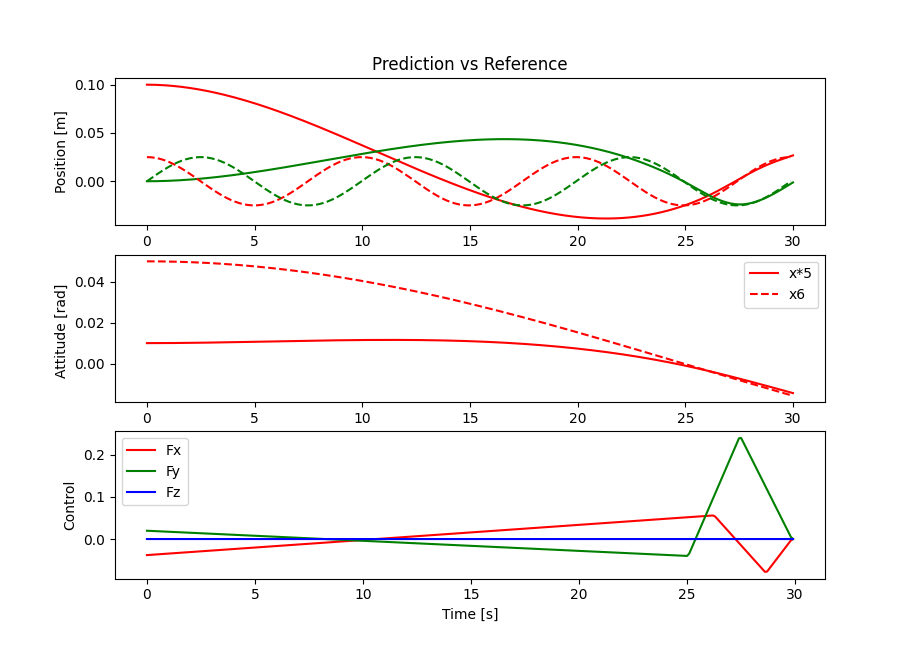 Prediction vs Reference
Position [m]
0.10
0.05
0.00
0 5 10 15 20 25 30
Attitude [rad]
0.04
0.02
0.00
x*5
x6
0 5 10 15 20 25 30
Control
0.2
0.1
0.0
Fx
Fy
Fz
0 5 10 15 20 25 30
Time [s]